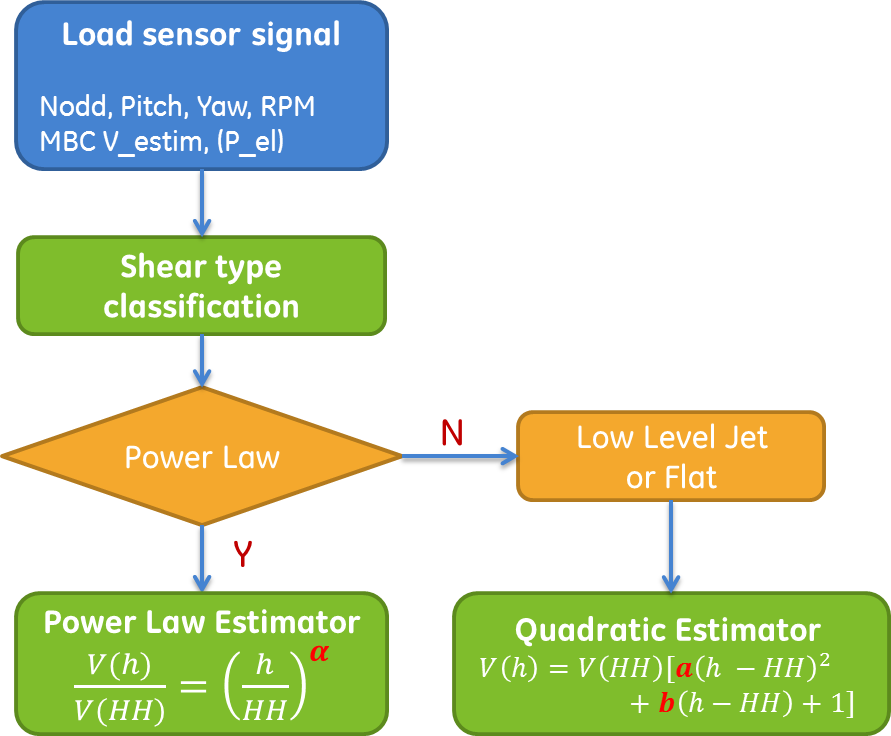 Load sensor signal
Nodd, Pitch, Yaw, RPM
MBC V_estim, (P_el)
Shear type
classification
Power Law
N
Low Level Jet
or Flat
Y
Power Law Estimator
V(h)/V(HH) = (h/HH)^α
Quadratic Estimator
V(h) = V(HH)[a(h − HH)²
+ b(h − HH) + 1]